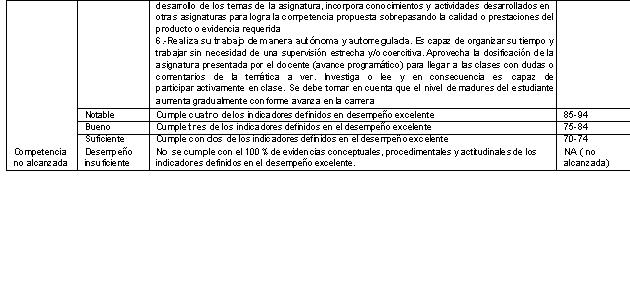 desarrollo de los temas de la asignatura, incorpora conocimientos y actividades desarrollados en
otras asignaturas para logra la competencia propuesta sobrepasando la calidad o prestaciones del
producto o evidencia requerida
6.-Realiza su trabajo de manera autónoma y autorregulada. Es capaz de organizar su tiempo y
trabajar sin necesidad de una supervisión estrecha y/o coercitiva. Aprovecha la dosificación de la
asignatura presentada por el docente (avance programático) para llegar a las clases con dudas o
comentarios de la temática a ver. Investiga o lee y en consecuencia es capaz de
participar activamente en clase. Se debe tomar en cuenta que el nivel de madures del estudiante
aumenta gradualmente conforme avanza en la carrera
Notable Cumple cuatro de los indicadores definidos en desempeño excelente 85-94
Bueno Cumple tres de los indicadores definidos en el desempeño excelente 75-84
Suficiente Cumple con dos de los indicadores definidos en el desempeño excelente 70-74
Competencia Desempeño No se cumple con el 100 % de evidencias conceptuales, procedimentales y actitudinales de los NA ( no
no alcanzada insuficiente indicadores definidos en el desempeño excelente. alcanzada)